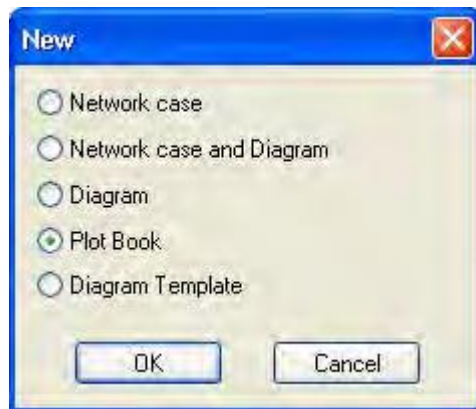 New
Network case
Network case and Diagram
Diagram
Plot Book
Diagram Template
OK Cancel